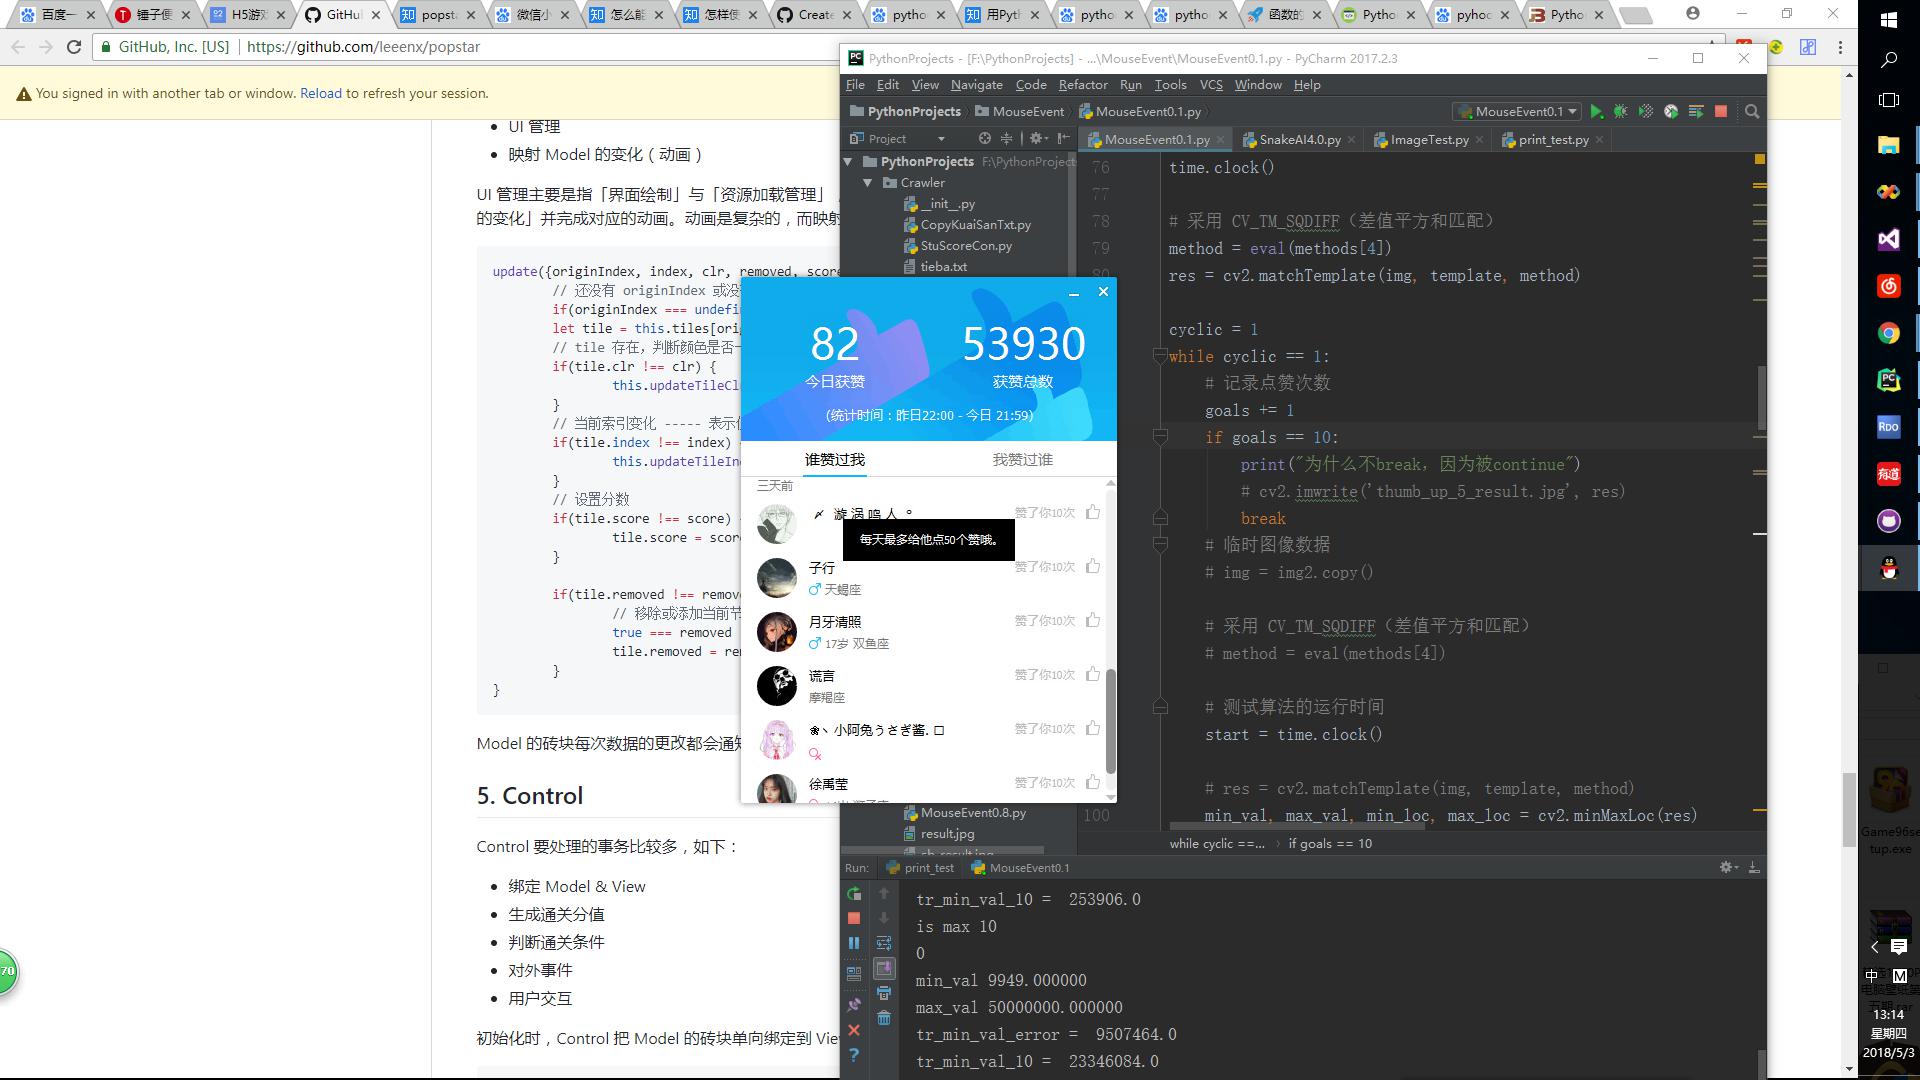 百度一
锤子便
H5游戏
GitHub
popsta
微信小
怎么能
怎样使
Create
python
用Pyth
python
python
函数的
Python
pyhoo
Python
GitHub, Inc. [US] | https://github.com/leeenx/popstar
You signed in with another tab or window. Reload to refresh your session.
UI 管理
映射 Model 的变化（动画）
UI 管理主要是指「界面绘制」与「资源加载管理」
的变化」并完成对应的动画。动画是复杂的，而映射
update({originIndex, index, clr, removed, score
// 还没有 originIndex 或没
if(originIndex === undefi
let tile = this.tiles[ori
// tile 存在，判断颜色是否一
if(tile.clr !== clr) {
this.updateTileCl
}
// 当前索引变化 ----- 表示位
if(tile.index !== index)
this.updateTileIn
}
// 设置分数
if(tile.score !== score)
tile.score = scor
}
if(tile.removed !== remov
// 移除或添加当前节
true === removed
tile.removed = re
}
}
Model 的砖块每次数据的更改都会通知
5. Control
Control 要处理的事务比较多，如下：
绑定 Model & View
生成通关分值
判断通关条件
对外事件
用户交互
初始化时，Control 把 Model 的砖块单向绑定到 Vie
70
82
今日获赞
53930
获赞总数
(统计时间：昨日22:00 - 今日 21:59)
谁赞过我
我赞过谁
三天前
漩 涡 鸣 人 。
赞了你10次
每天最多给他点50个赞哦。
子行
赞了你10次
♂ 天蝎座
月牙清照
赞了你10次
♂ 17岁 双鱼座
谎言
赞了你10次
摩羯座
❀丶小阿兔うさぎ酱. 口
赞了你10次
徐禹莹
赞了你10次
PythonProjects - [F:\PythonProjects] - ...\MouseEvent\MouseEvent0.1.py - PyCharm 2017.2.3
File Edit View Navigate Code Refactor Run Tools VCS Window Help
PythonProjects
MouseEvent
MouseEvent0.1.py
MouseEvent0.1
Project
MouseEvent0.1.py
SnakeAI4.0.py
ImageTest.py
print_test.py
PythonProjects F:\PythonProject
Crawler
__init__.py
CopyKuaiSanTxt.py
StuScoreCon.py
tieba.txt
MouseEvent0.8.py
result.jpg
76 time.clock()
77
78 # 采用 CV_TM_SQDIFF（差值平方和匹配）
79 method = eval(methods[4])
80 res = cv2.matchTemplate(img, template, method)
cyclic = 1
while cyclic == 1:
# 记录点赞次数
goals += 1
if goals == 10:
print("为什么不break，因为被continue")
# cv2.imwrite('thumb_up_5_result.jpg', res)
break
# 临时图像数据
# img = img2.copy()
# 采用 CV_TM_SQDIFF（差值平方和匹配）
# method = eval(methods[4])
# 测试算法的运行时间
start = time.clock()
# res = cv2.matchTemplate(img, template, method)
100 min_val, max_val, min_loc, max_loc = cv2.minMaxLoc(res)
while cyclic ==...
if goals == 10
Run:
print_test
MouseEvent0.1
tr_min_val_10 = 253906.0
is max 10
0
min_val 9949.000000
max_val 50000000.000000
tr_min_val_error = 9507464.0
tr_min_val_10 = 23346084.0
PC
RDO
有道
Game96se
tup.exe
中
M
电脑壁纸第
五期.rar
13:14
星期四
2018/5/3